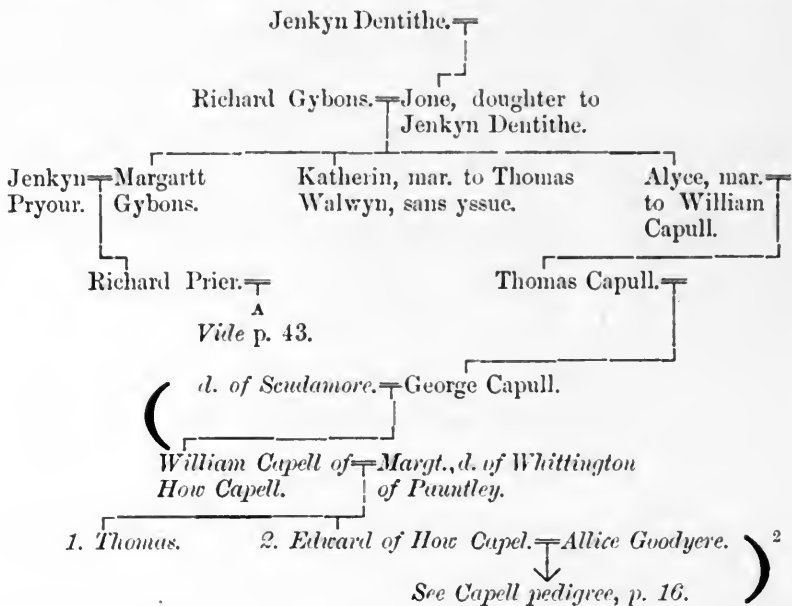 Jenkyn Dentithe.
Richard Gybons. Jone, doughter to
Jenkyn Dentithe.
Jenkyn Margartt Katherin, mar. to Thomas Alyce, mar.
Pryour. Gybons. Walwyn, sans yssue. to William
Capull.
Richard Prier. Thomas Capull.
A
Vide p. 43.
( d. of Scudamore. George Capull.
William Capell of Margt., d. of Whittington
How Capell. of Pauntley.
1. Thomas. 2. Edward of How Capel. Allice Goodyere. ) 2
See Capell pedigree, p. 16.